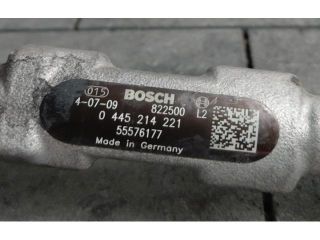 015 BOSCH
4-07-09 822500
0 445 214 221 L2
55576177
Made in Germany